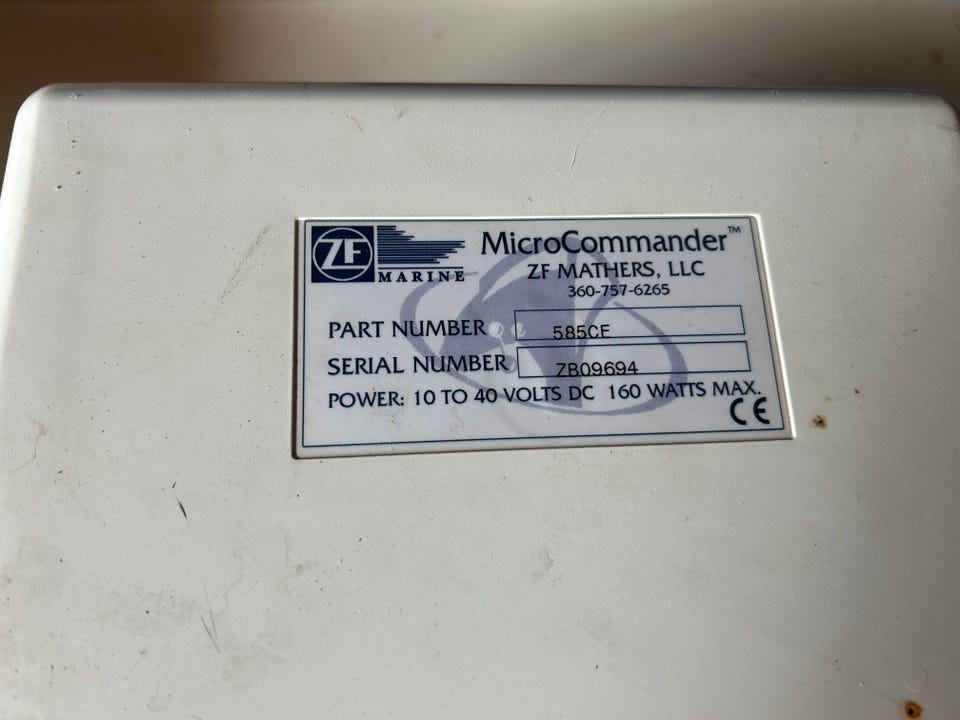 ZF
MARINE
MicroCommander™
ZF MATHERS, LLC
360-757-6265
PART NUMBER 585CE
SERIAL NUMBER ZB09694
POWER: 10 TO 40 VOLTS DC 160 WATTS MAX.
CE